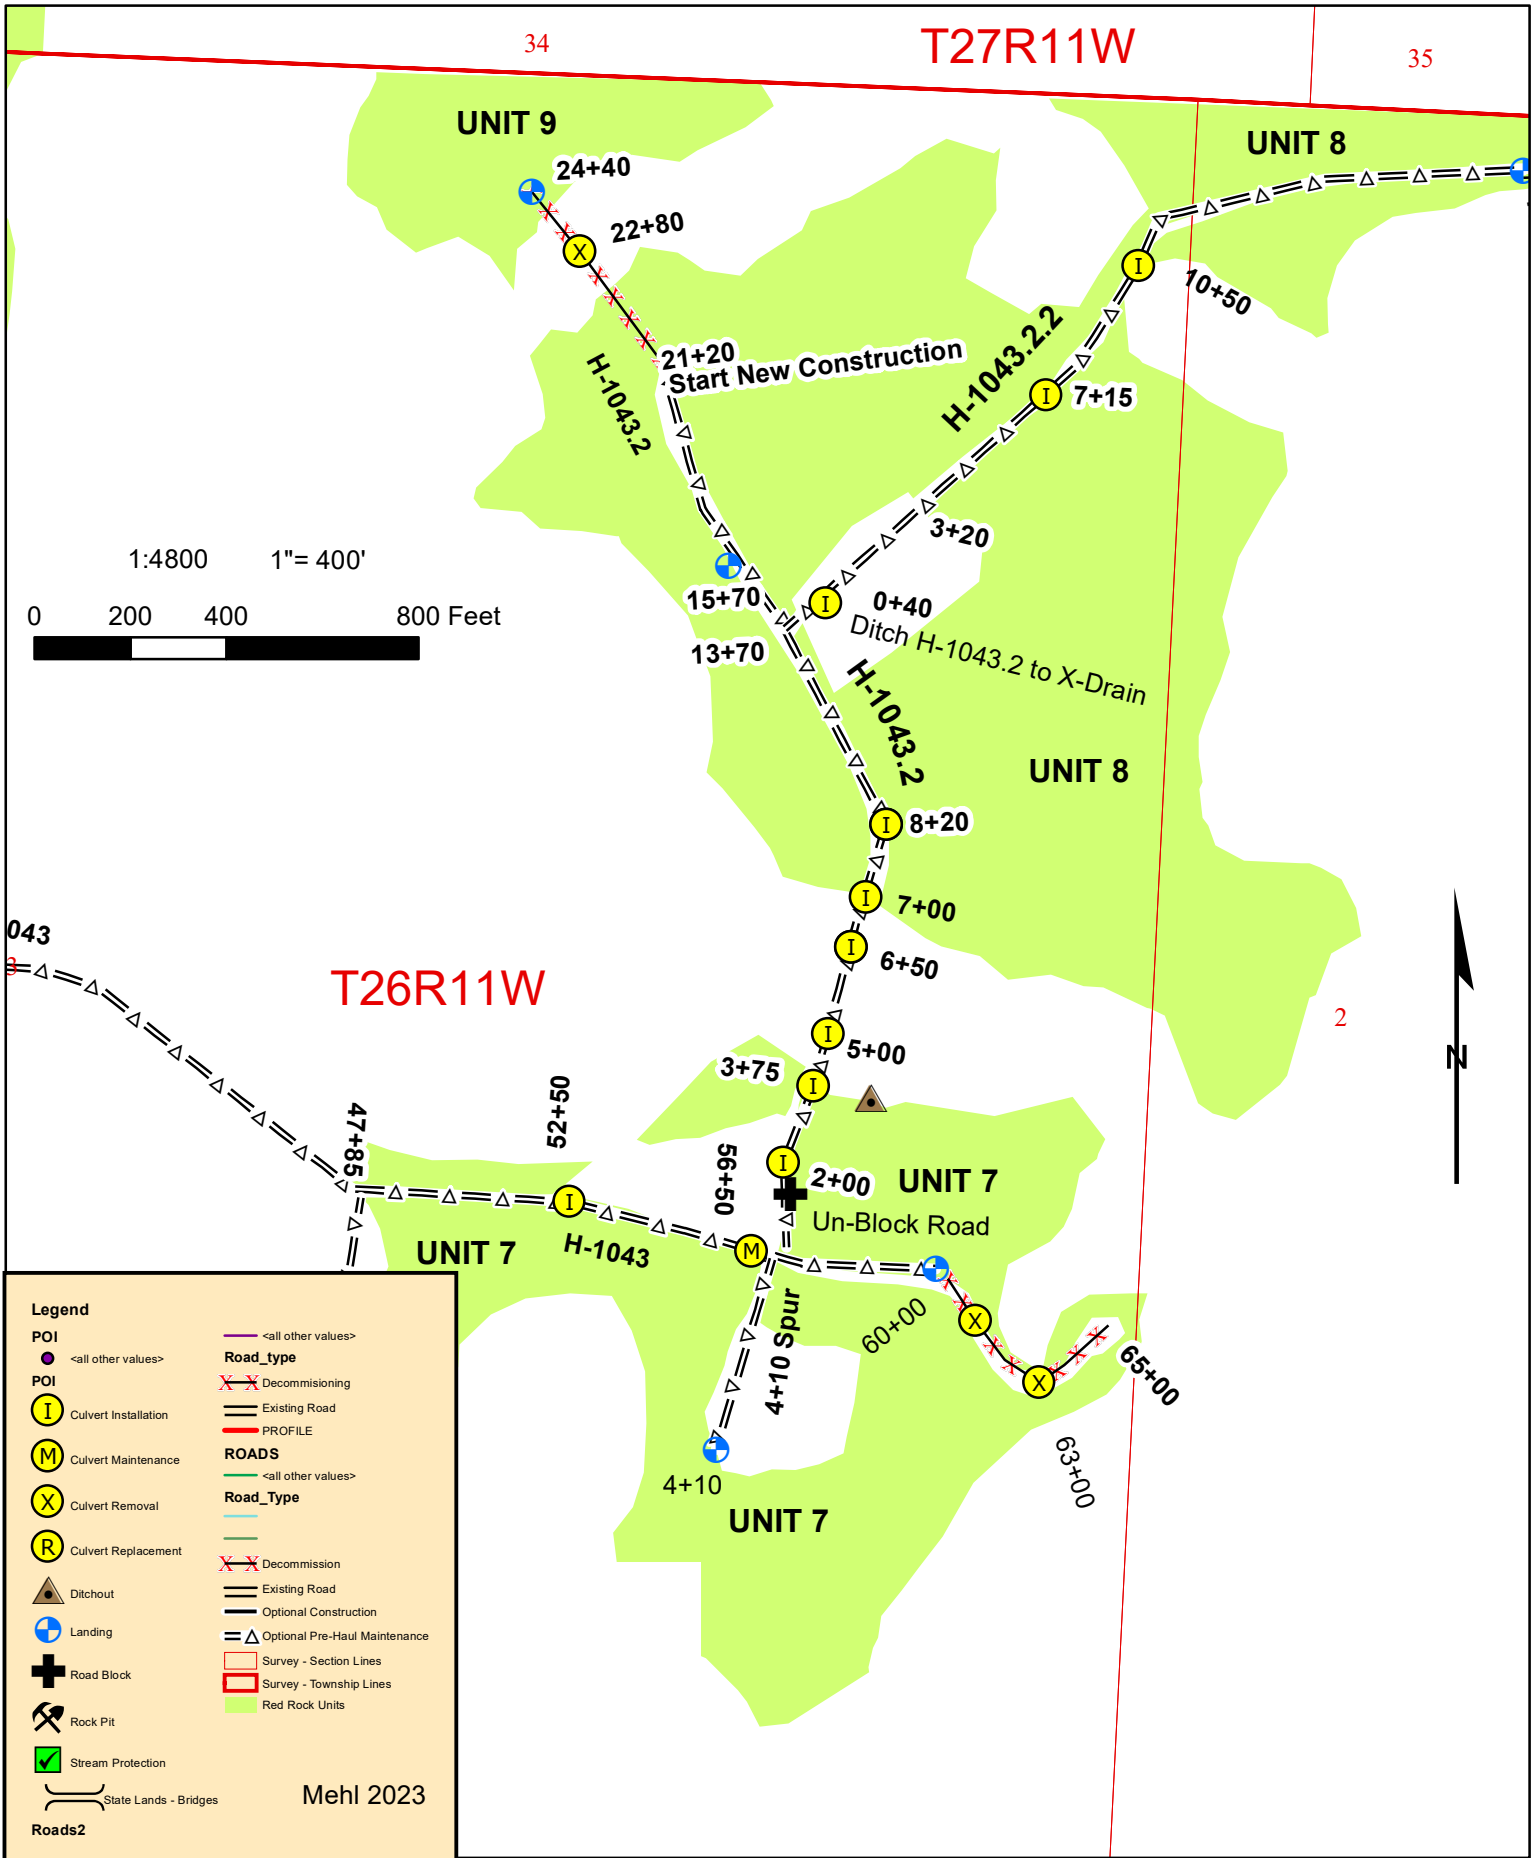 34
T27R11W
35
UNIT 9
UNIT 8
24+40
22+80
10+50
21+20
Start New Construction
H-1043.2
H-1043.2.2
7+15
3+20
1:4800 1"= 400'
0 200 400 800 Feet
15+70
0+40
Ditch H-1043.2 to X-Drain
13+70
H-1043.2
UNIT 8
8+20
7+00
043
3
6+50
T26R11W
2
5+00
3+75
N
47+85
52+50
56+50
2+00
UNIT 7
Un-Block Road
UNIT 7
H-1043
60+00
4+10 Spur
65+00
63+00
4+10
UNIT 7
I
I
I
I
I
I
I
I
I
I
M
X
X
X
Legend
POI
<all other values>
POI
I Culvert Installation
M Culvert Maintenance
X Culvert Removal
R Culvert Replacement
Ditchout
Landing
Road Block
Rock Pit
Stream Protection
State Lands - Bridges
Roads2
<all other values>
Road_type
X X Decommisioning
Existing Road
PROFILE
ROADS
<all other values>
Road_Type
X X Decommission
Existing Road
Optional Construction
Optional Pre-Haul Maintenance
Survey - Section Lines
Survey - Township Lines
Red Rock Units
Mehl 2023